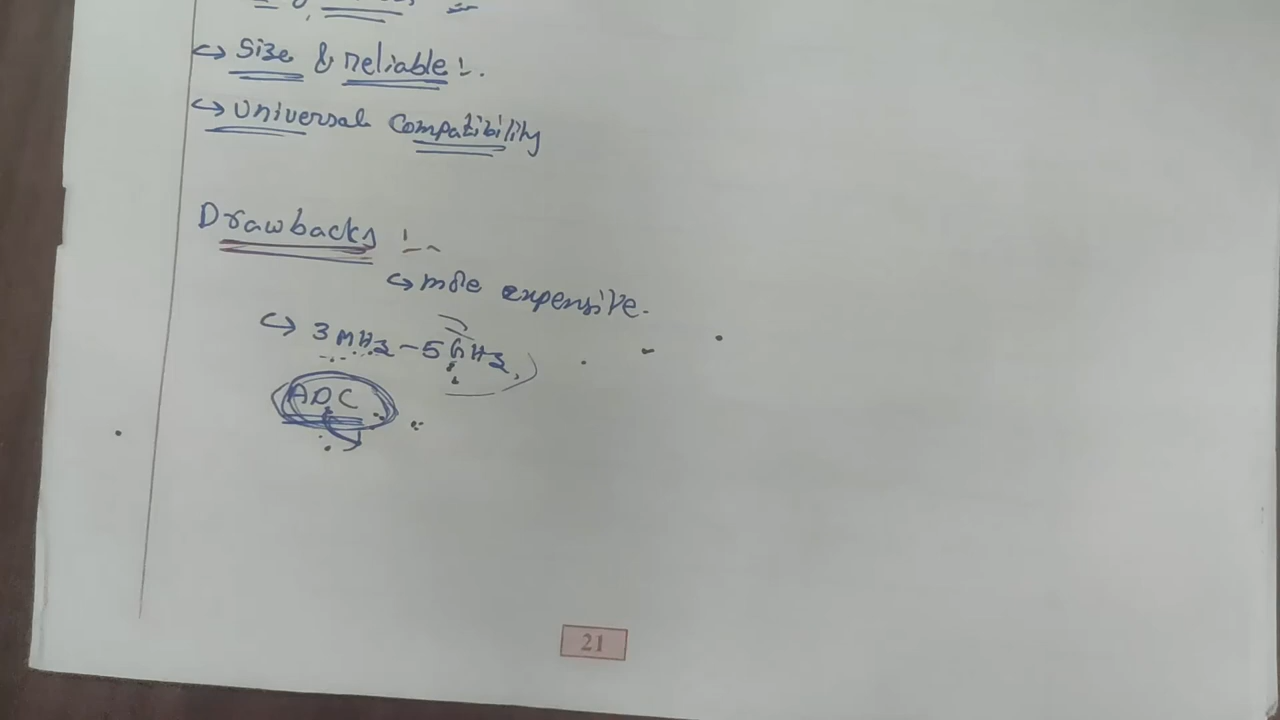 ↪ Size & reliable :.
↪ Universal Compatibility
Drawbacks :-
↪ more expensive.
↪ 3 MHz - 5 GHz,
ADC
21